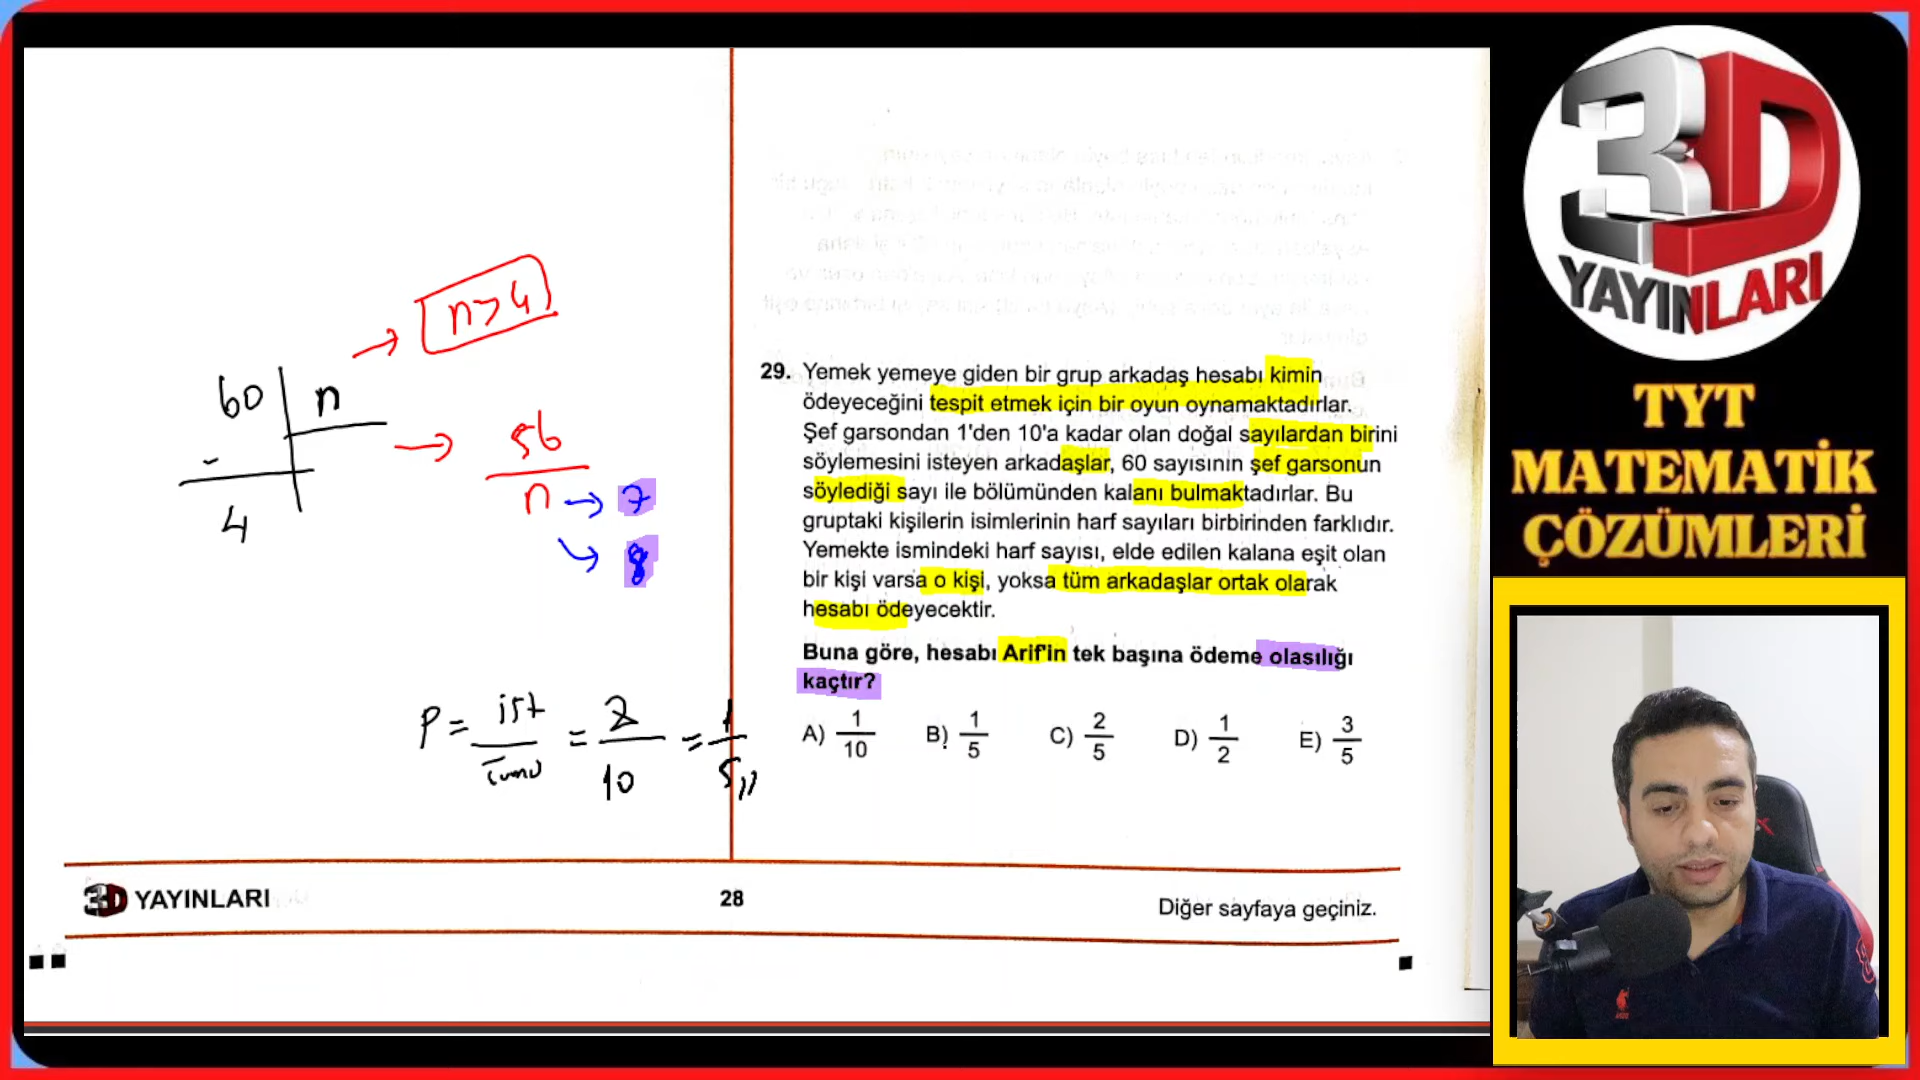 n > 4
60 n
-
4
56
n → 7
8
P = ist = 2 = 1
tümü 10 5 ,,
29. Yemek yemeye giden bir grup arkadaş hesabı kimin
ödeyeceğini tespit etmek için bir oyun oynamaktadırlar.
Şef garsondan 1'den 10'a kadar olan doğal sayılardan birini
söylemesini isteyen arkadaşlar, 60 sayısının şef garsonun
söylediği sayı ile bölümünden kalanı bulmaktadırlar. Bu
gruptaki kişilerin isimlerinin harf sayıları birbirinden farklıdır.
Yemekte ismindeki harf sayısı, elde edilen kalana eşit olan
bir kişi varsa o kişi, yoksa tüm arkadaşlar ortak olarak
hesabı ödeyecektir.
Buna göre, hesabı Arif'in tek başına ödeme olasılığı
kaçtır?
A) 1/10 B) 1/5 C) 2/5 D) 1/2 E) 3/5
3D YAYINLARI
28
Diğer sayfaya geçiniz.
3D
YAYINLARI
TYT
MATEMATİK
ÇÖZÜMLERİ